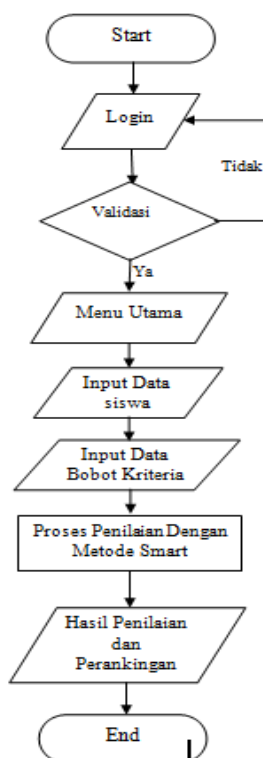 Start
Login
Tidak
Validasi
Ya
Menu Utama
Input Data
siswa
Input Data
Bobot Kriteria
Proses Penilaian Dengan
Metode Smart
Hasil Penilaian
dan
Perankingan
End